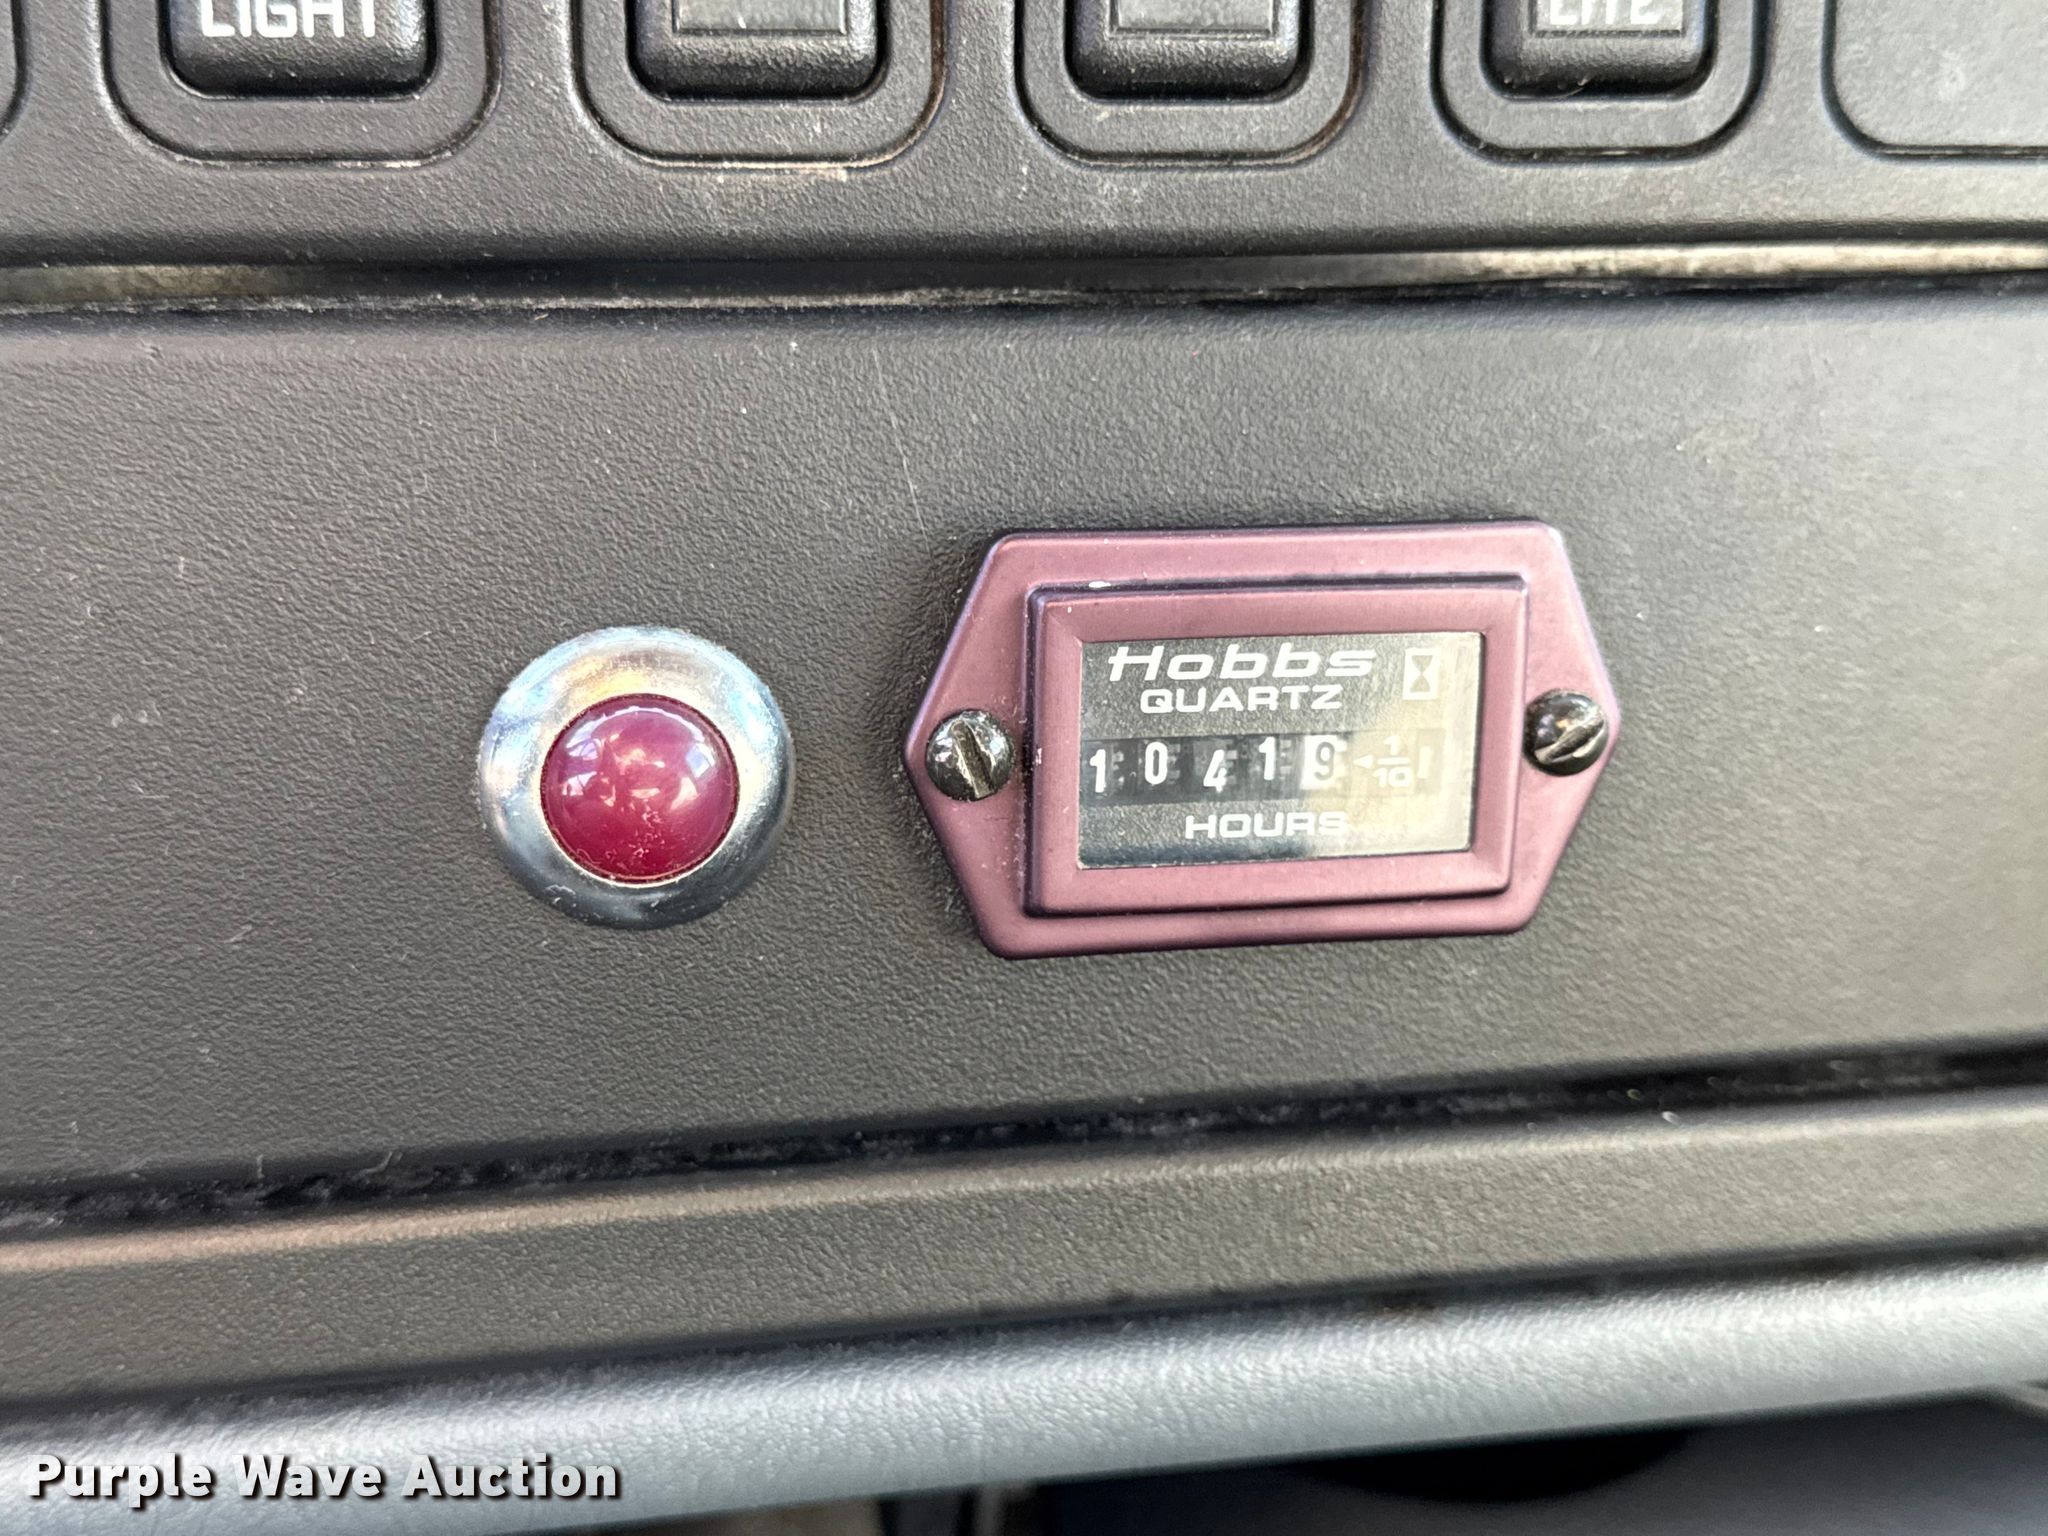 LIGHT
LITE
Hobbs
QUARTZ
1 0 4 1 9 1/10
HOURS
Purple Wave Auction